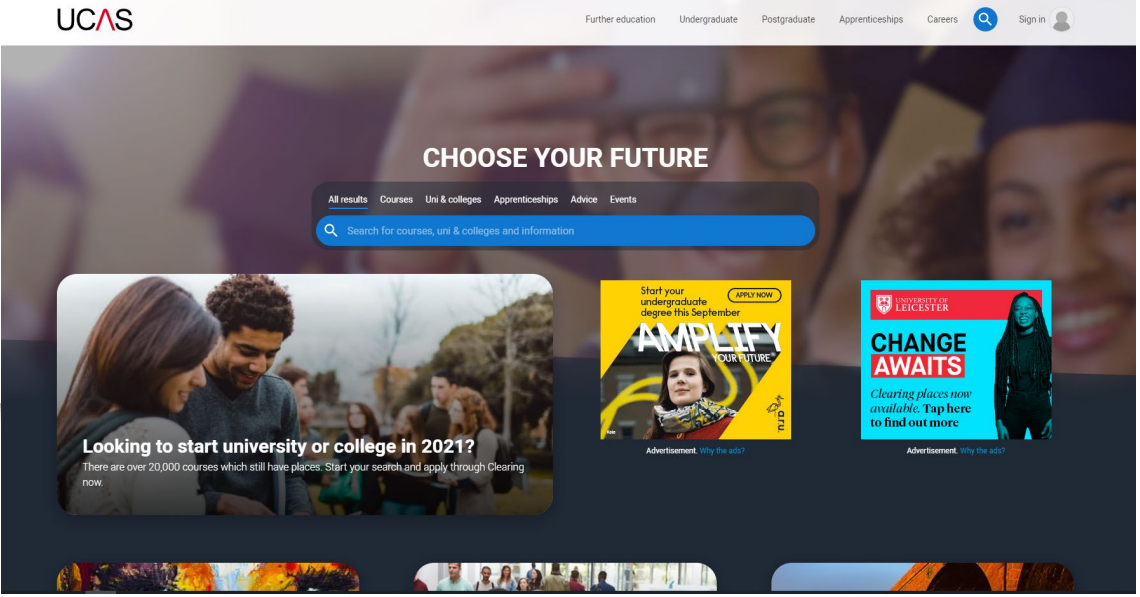 UCAS
Further education Undergraduate Postgraduate Apprenticeships Careers Sign in
CHOOSE YOUR FUTURE
All results Courses Uni & colleges Apprenticeships Advice Events
Search for courses, uni & colleges and information
Looking to start university or college in 2021?
There are over 20,000 courses which still have places. Start your search and apply through Clearing
now.
Start your
undergraduate
degree this September
APPLY NOW
AMPLIFY
YOUR FUTURE
Kate
a.r.u.
Advertisement. Why the ads?
UNIVERSITY OF
LEICESTER
CHANGE
AWAITS
Clearing places now
available. Tap here
to find out more
Advertisement. Why the ads?